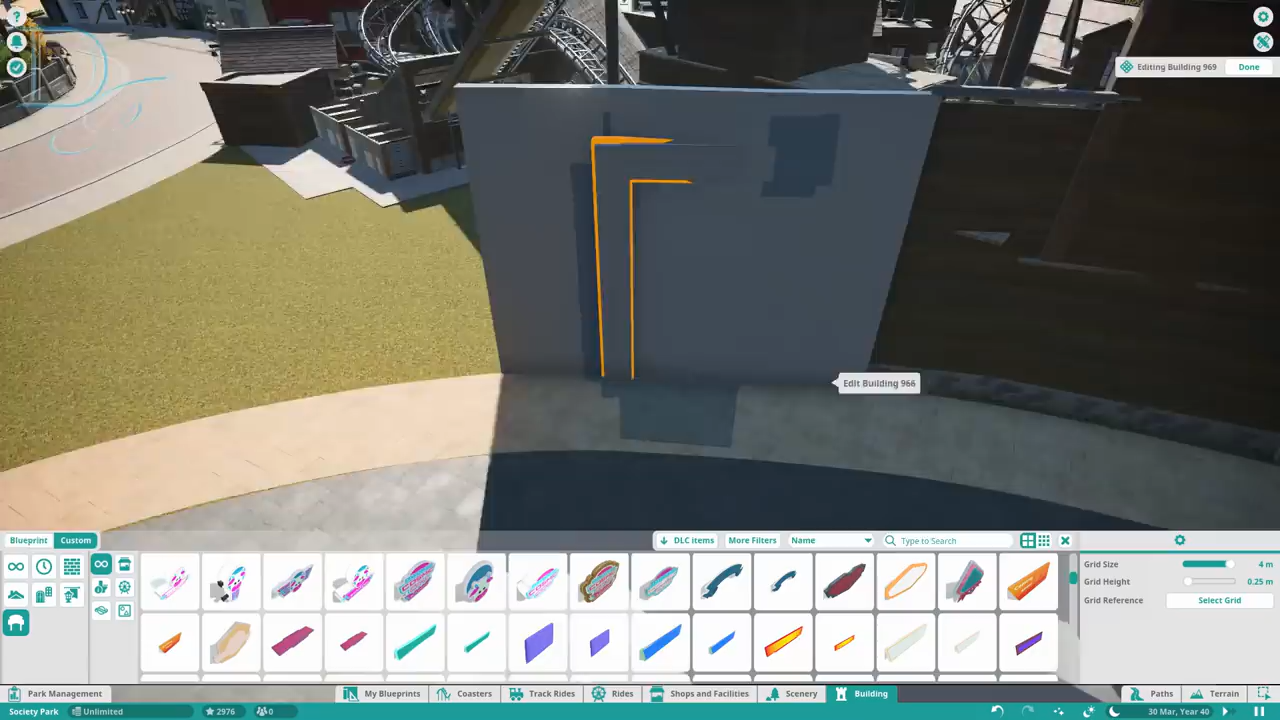 Editing Building 969
Done
Edit Building 966
Blueprint
Custom
DLC items
More Filters
Name
Type to Search
Grid Size
4 m
Grid Height
0.25 m
Grid Reference
Select Grid
Park Management
My Blueprints
Coasters
Track Rides
Rides
Shops and Facilities
Scenery
Building
Paths
Terrain
Society Park
Unlimited
2976
0
30 Mar, Year 40